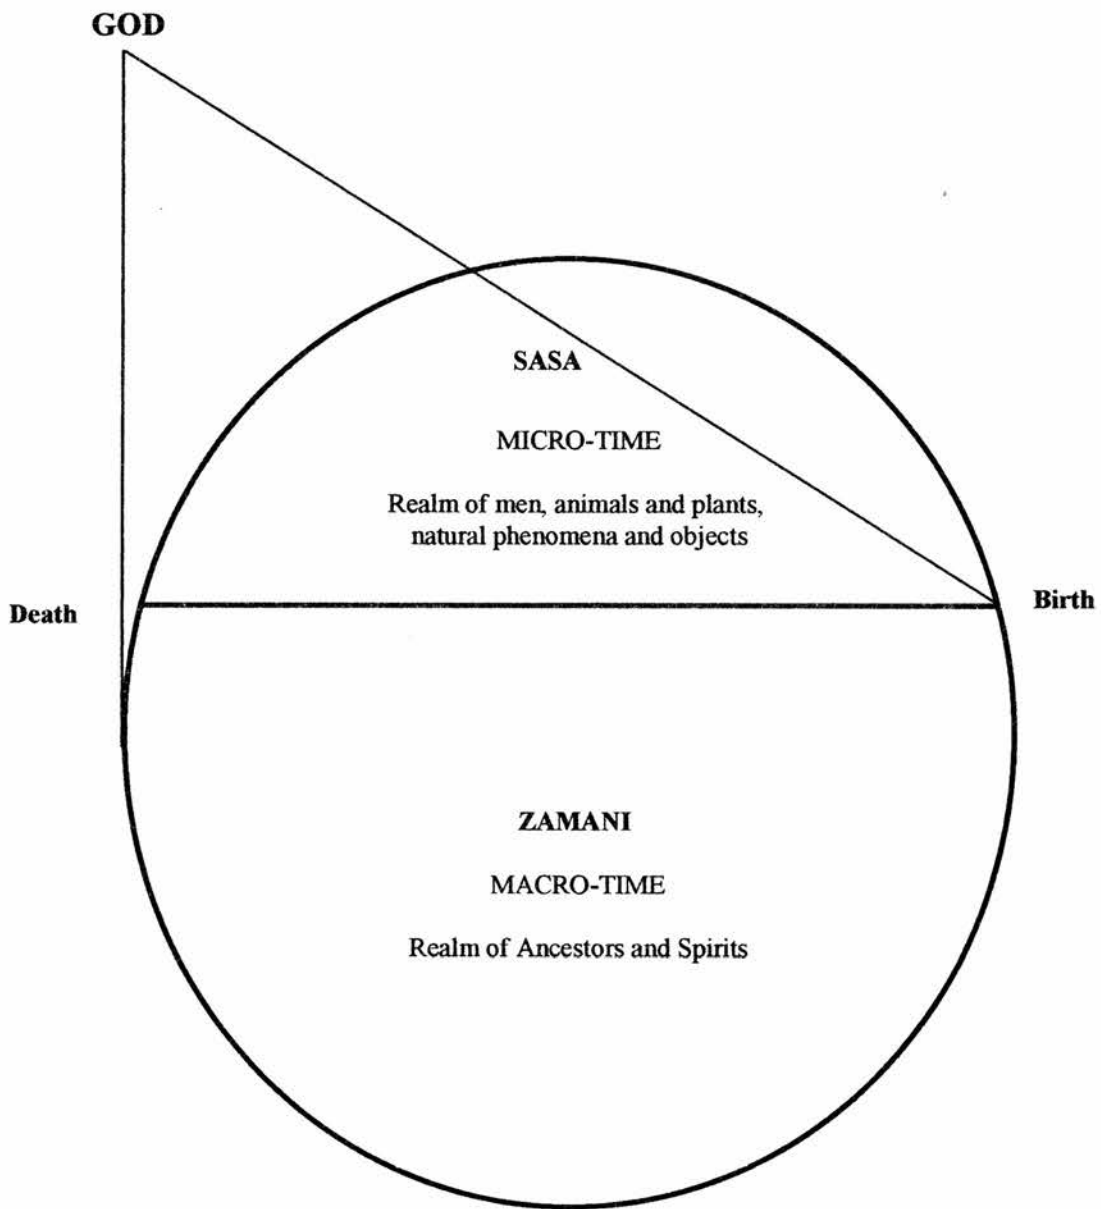 GOD
SASA
MICRO-TIME
Realm of men, animals and plants,
natural phenomena and objects
Death
Birth
ZAMANI
MACRO-TIME
Realm of Ancestors and Spirits